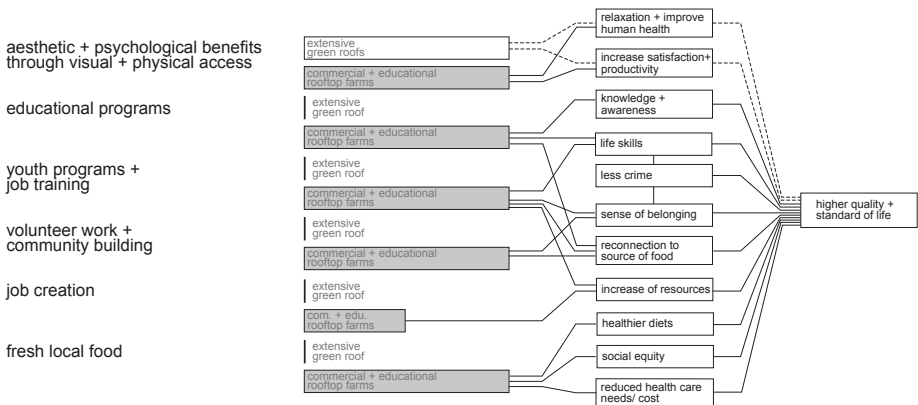 aesthetic + psychological benefits
through visual + physical access
educational programs
youth programs +
job training
volunteer work +
community building
job creation
fresh local food
extensive
green roofs
commercial + educational
rooftop farms
extensive
green roof
commercial + educational
rooftop farms
extensive
green roof
commercial + educational
rooftop farms
extensive
green roof
commercial + educational
rooftop farms
extensive
green roof
com. + edu.
rooftop farms
extensive
green roof
commercial + educational
rooftop farms
relaxation + improve
human health
increase satisfaction+
productivity
knowledge +
awareness
life skills
less crime
sense of belonging
reconnection to
source of food
increase of resources
healthier diets
social equity
reduced health care
needs/ cost
higher quality +
standard of life